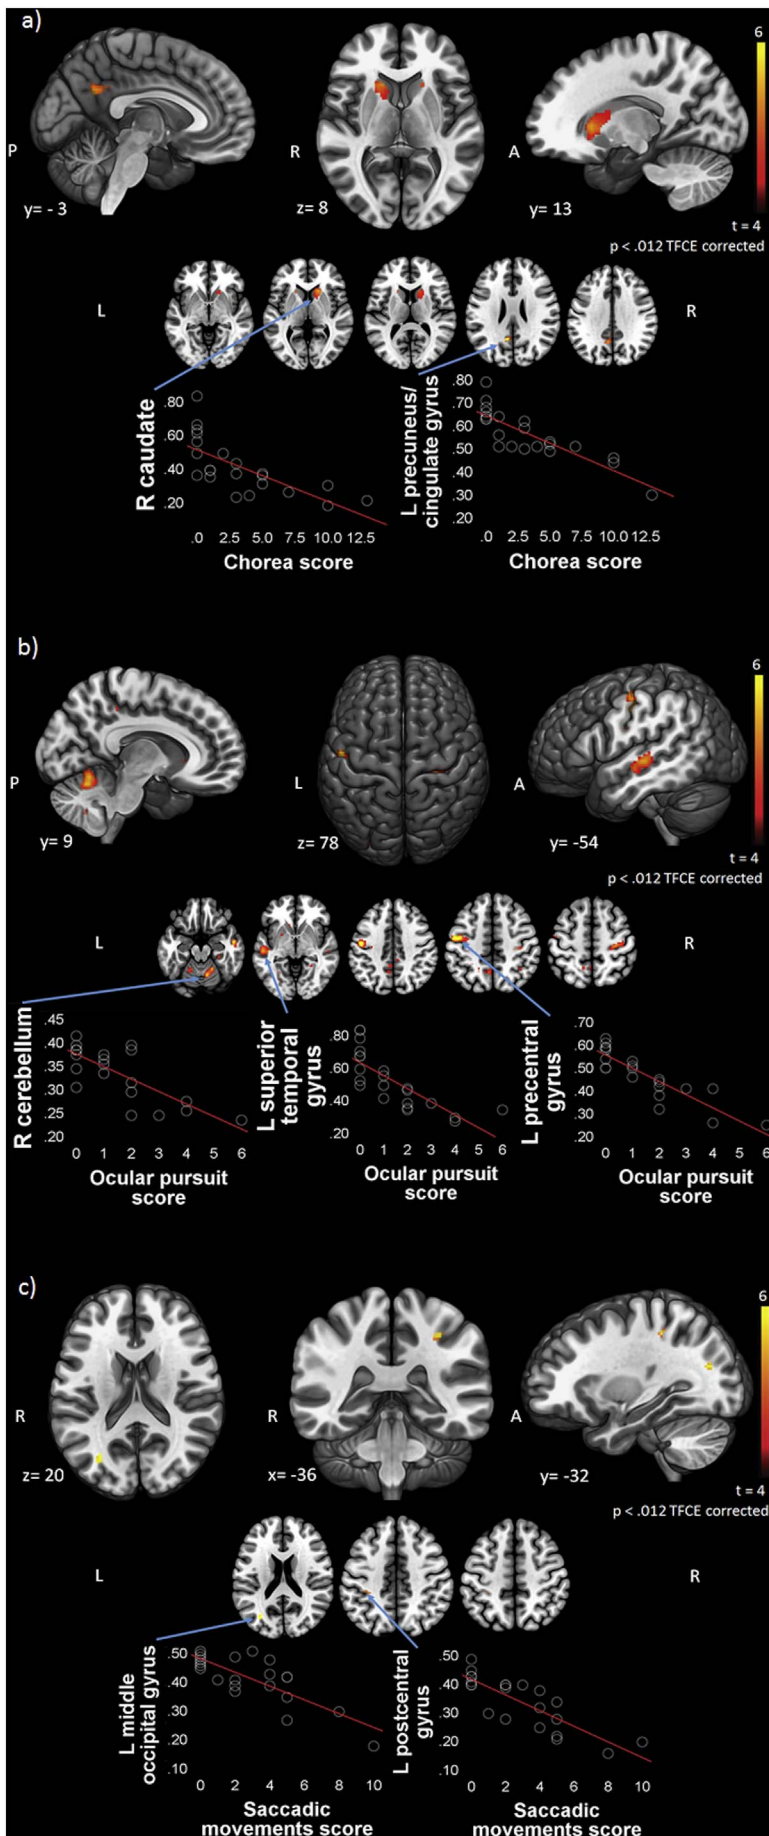 a)
6
P
R
A
y= - 3
z= 8
y= 13
t = 4
p < .012 TFCE corrected
L
R
R caudate
.80
.60
.40
.20
.0 2.5 5.0 7.5 10.0 12.5
Chorea score
L precuneus/
cingulate gyrus
.80
.70
.60
.50
.40
.30
.20
.0 2.5 5.0 7.5 10.0 12.5
Chorea score
b)
6
P
L
A
y= 9
z= 78
y= -54
t = 4
p < .012 TFCE corrected
L
R
R cerebellum
.45
.40
.35
.30
.25
.20
0 1 2 3 4 5 6
Ocular pursuit
score
L superior
temporal
gyrus
.80
.60
.40
.20
0 1 2 3 4 5 6
Ocular pursuit
score
L precentral
gyrus
.70
.60
.50
.40
.30
.20
0 1 2 3 4 5 6
Ocular pursuit
score
c)
6
R
R
A
z= 20
x= -36
y= -32
t = 4
p < .012 TFCE corrected
L
R
L middle
occipital gyrus
.50
.40
.30
.20
.10
0 2 4 6 8 10
Saccadic
movements score
L postcentral
gyrus
.50
.40
.30
.20
.10
0 2 4 6 8 10
Saccadic
movements score